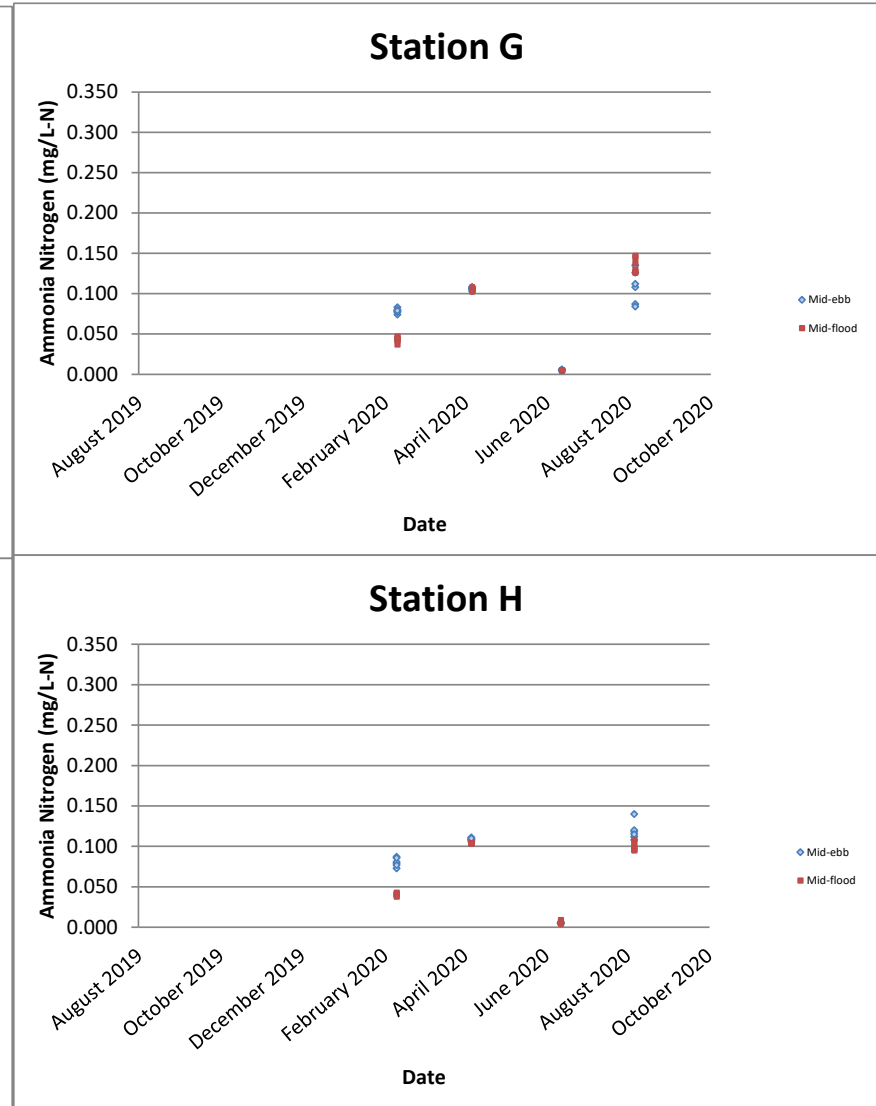 Station G
Ammonia Nitrogen (mg/L-N)
0.350
0.300
0.250
0.200
0.150
0.100
0.050
0.000
August 2019
October 2019
December 2019
February 2020
April 2020
June 2020
August 2020
October 2020
Date
Mid-ebb
Mid-flood
Station H
Ammonia Nitrogen (mg/L-N)
0.350
0.300
0.250
0.200
0.150
0.100
0.050
0.000
August 2019
October 2019
December 2019
February 2020
April 2020
June 2020
August 2020
October 2020
Date
Mid-ebb
Mid-flood